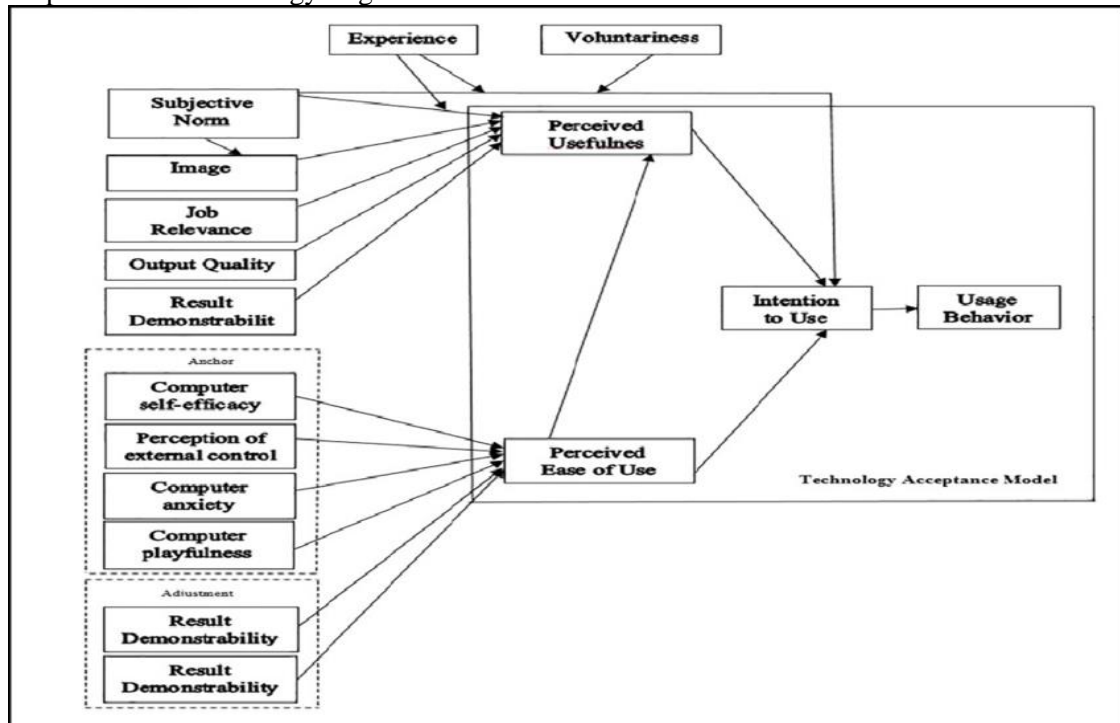 Experience
Voluntariness
Subjective
Norm
Perceived
Usefulnes
Image
Job
Relevance
Output Quality
Result
Demonstrabilit
Intention
to Use
Usage
Behavior
Anchor
Computer
self-efficacy
Perception of
external control
Perceived
Ease of Use
Technology Acceptance Model
Computer
anxiety
Computer
playfulness
Adjustment
Result
Demonstrability
Result
Demonstrability